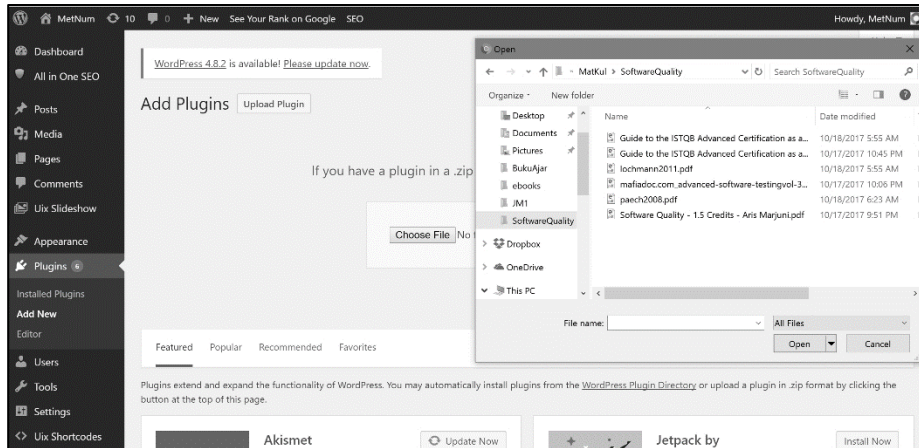 MetNum 10 0 New See Your Rank on Google SEO Howdy, MetNum
Dashboard
All in One SEO
Posts
Media
Pages
Comments
Uix Slideshow
Appearance
Plugins 6
Installed Plugins
Add New
Editor
Users
Tools
Settings
Uix Shortcodes
WordPress 4.8.2 is available! Please update now.
Add Plugins Upload Plugin
If you have a plugin in a .zip
Choose File No
Featured Popular Recommended Favorites
Plugins extend and expand the functionality of WordPress. You may automatically install plugins from the WordPress Plugin Directory or upload a plugin in .zip format by clicking the
button at the top of this page.
Akismet Update Now
Jetpack by Install Now
Open
MatKul SoftwareQuality Search SoftwareQuality
Organize New folder
Desktop
Documents
Pictures
BukuAjar
ebooks
JM1
SoftwareQuality
Dropbox
OneDrive
This PC
Name Date modified
Guide to the ISTQB Advanced Certification as a... 10/18/2017 5:55 AM
Guide to the ISTQB Advanced Certification as a... 10/17/2017 10:45 PM
lochmann2011.pdf 10/18/2017 5:55 AM
mafiadoc.com_advanced-software-testingvol-3... 10/17/2017 10:06 PM
paech2008.pdf 10/18/2017 6:23 AM
Software Quality - 1.5 Credits - Aris Marjuni.pdf 10/17/2017 9:51 PM
File name: All Files
Open Cancel